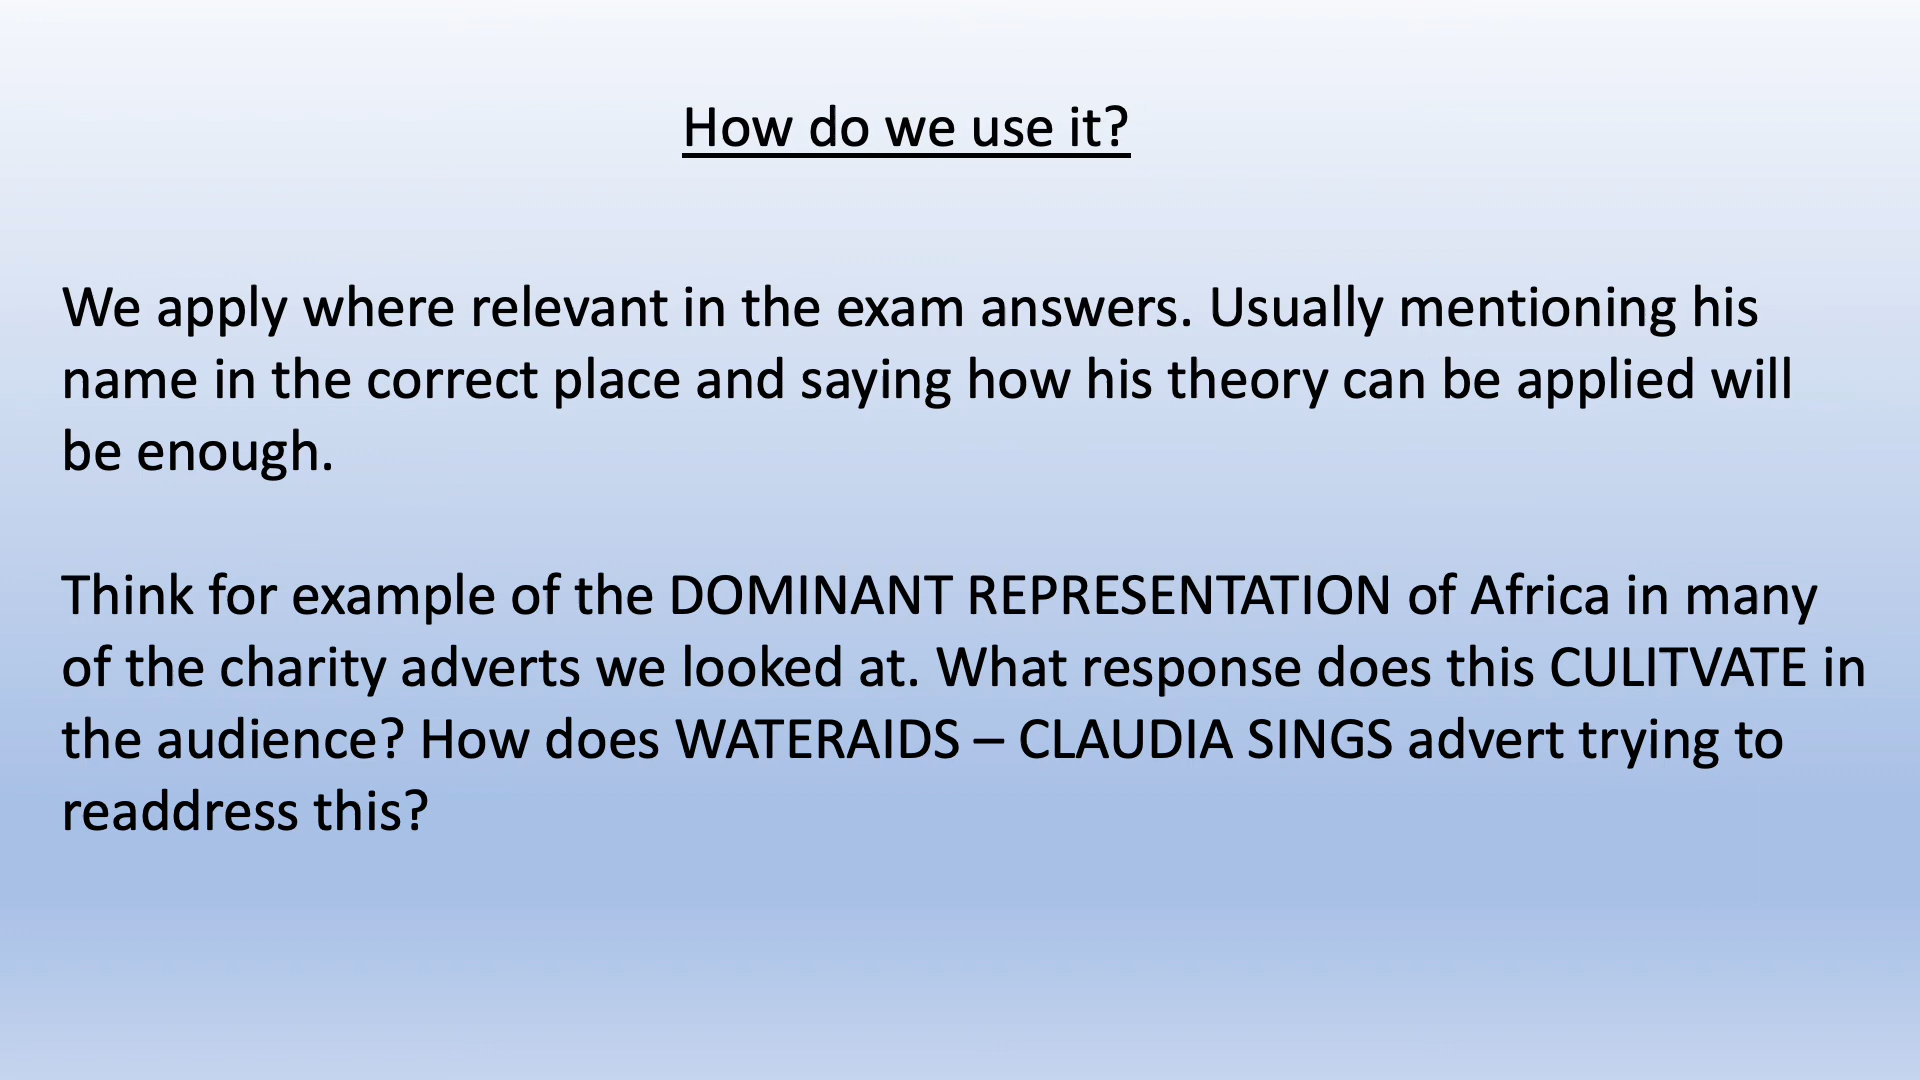 How do we use it?
We apply where relevant in the exam answers. Usually mentioning his
name in the correct place and saying how his theory can be applied will
be enough.
Think for example of the DOMINANT REPRESENTATION of Africa in many
of the charity adverts we looked at. What response does this CULITVATE in
the audience? How does WATERAIDS – CLAUDIA SINGS advert trying to
readdress this?